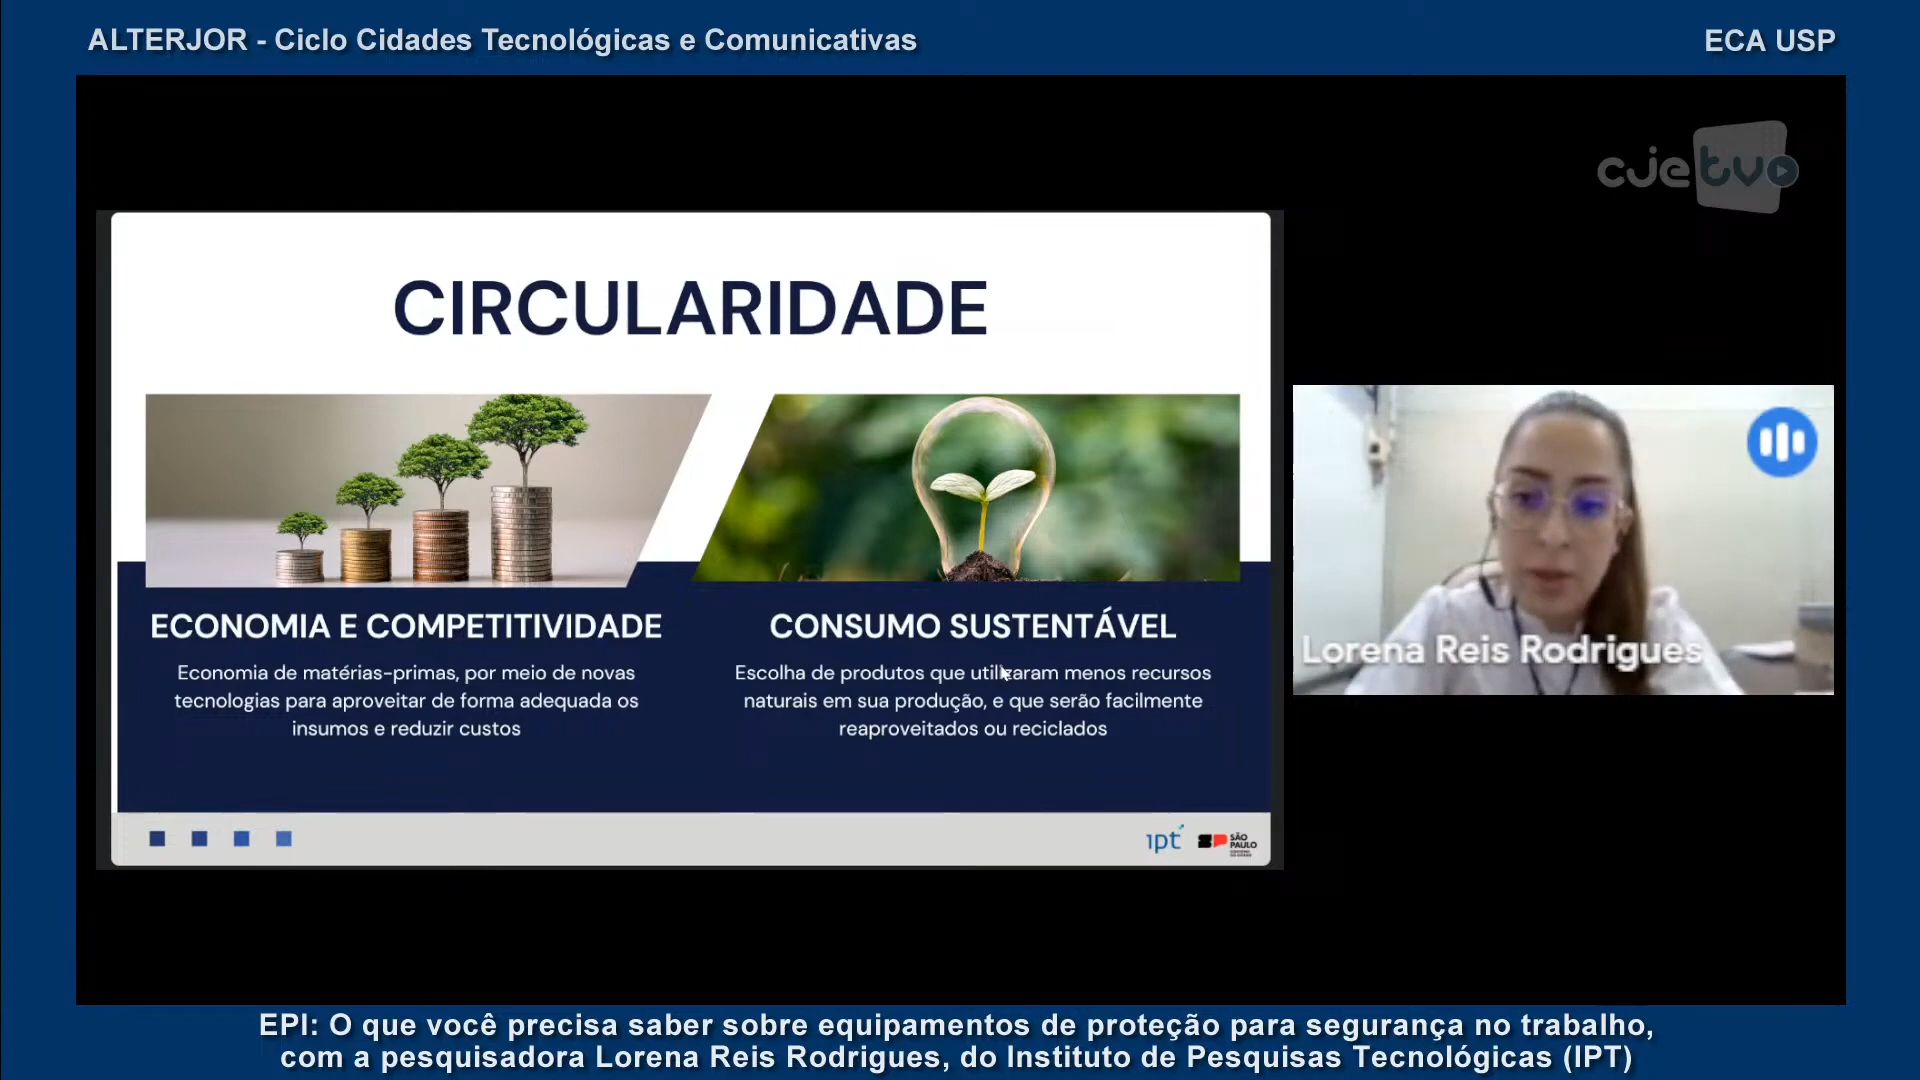 ALTERJOR - Ciclo Cidades Tecnológicas e Comunicativas
ECA USP
cje tv
CIRCULARIDADE
ECONOMIA E COMPETITIVIDADE
Economia de matérias-primas, por meio de novas
tecnologias para aproveitar de forma adequada os
insumos e reduzir custos
CONSUMO SUSTENTÁVEL
Escolha de produtos que utilizaram menos recursos
naturais em sua produção, e que serão facilmente
reaproveitados ou reciclados
Lorena Reis Rodrigues
ipt
SP
SÃO
PAULO
EPI: O que você precisa saber sobre equipamentos de proteção para segurança no trabalho,
com a pesquisadora Lorena Reis Rodrigues, do Instituto de Pesquisas Tecnológicas (IPT)